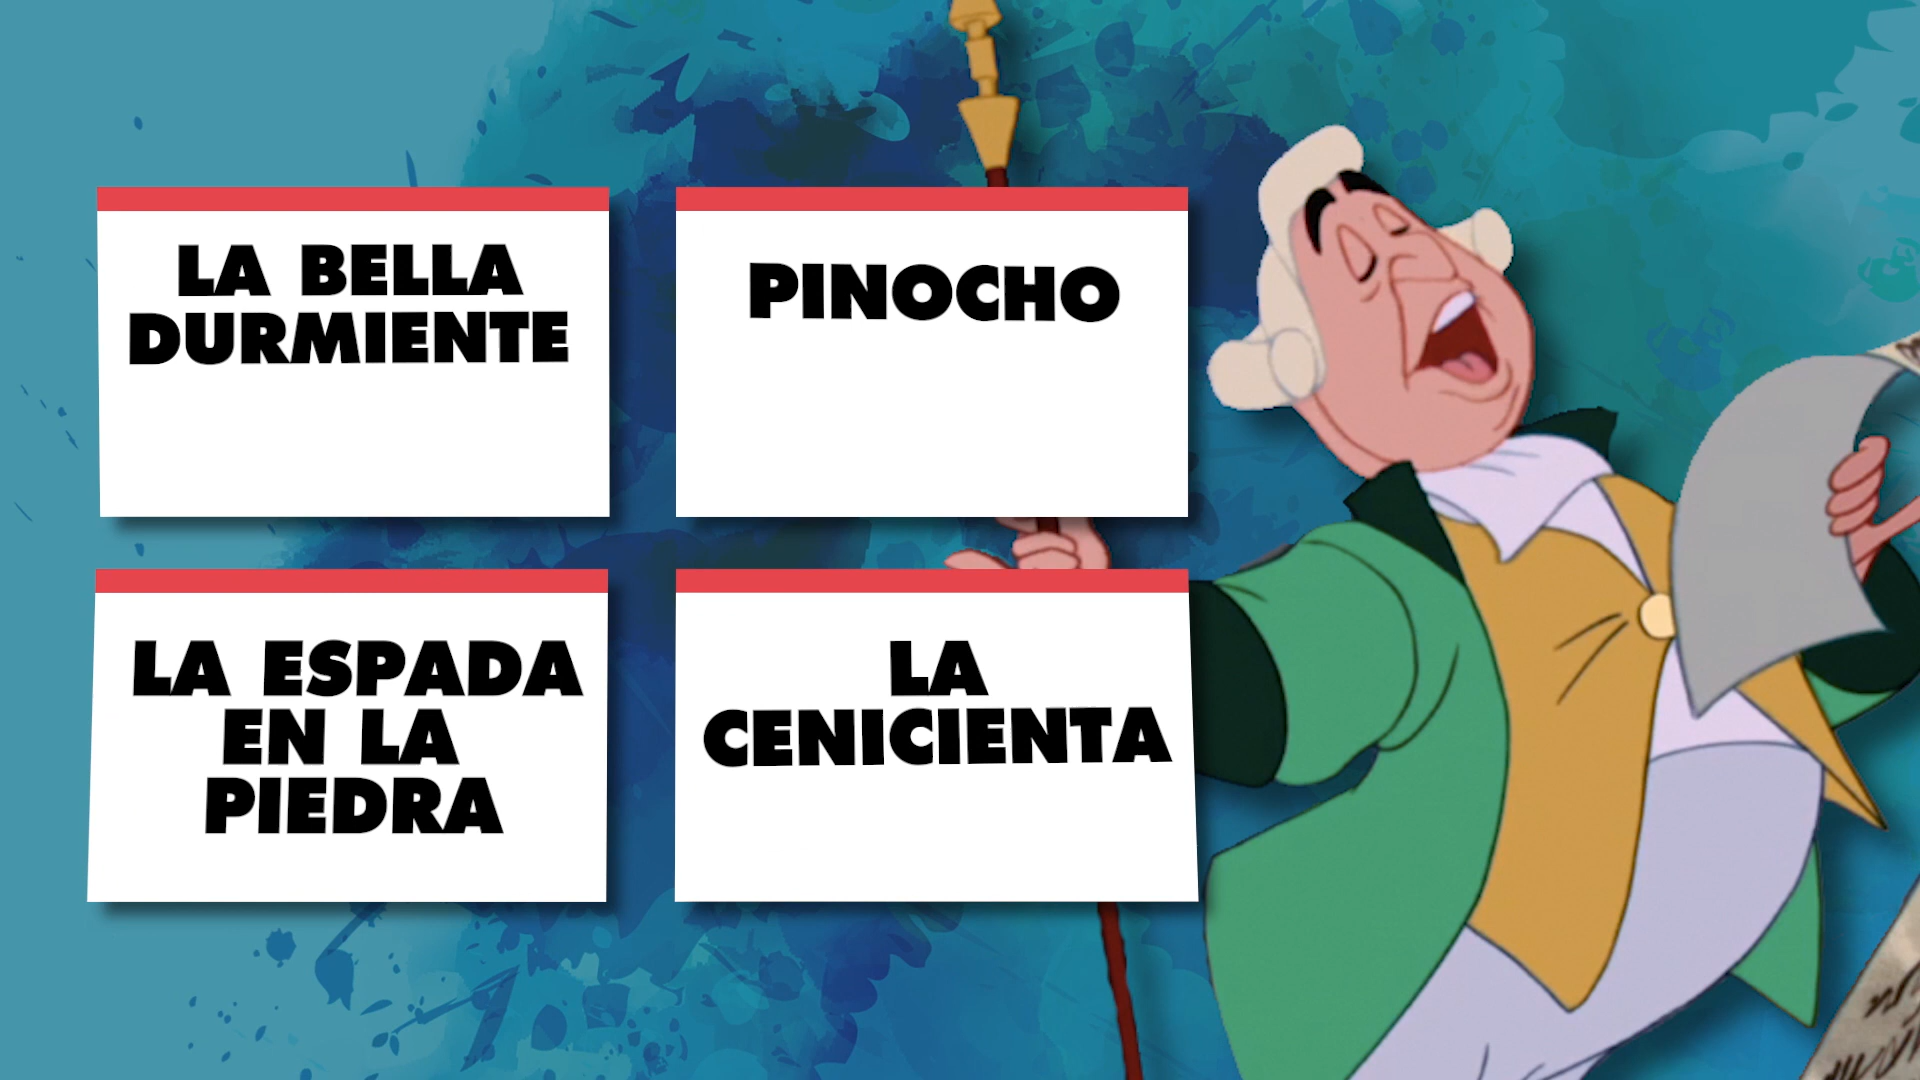 LA BELLA
DURMIENTE
PINOCHO
LA ESPADA
EN LA
PIEDRA
LA
CENICIENTA